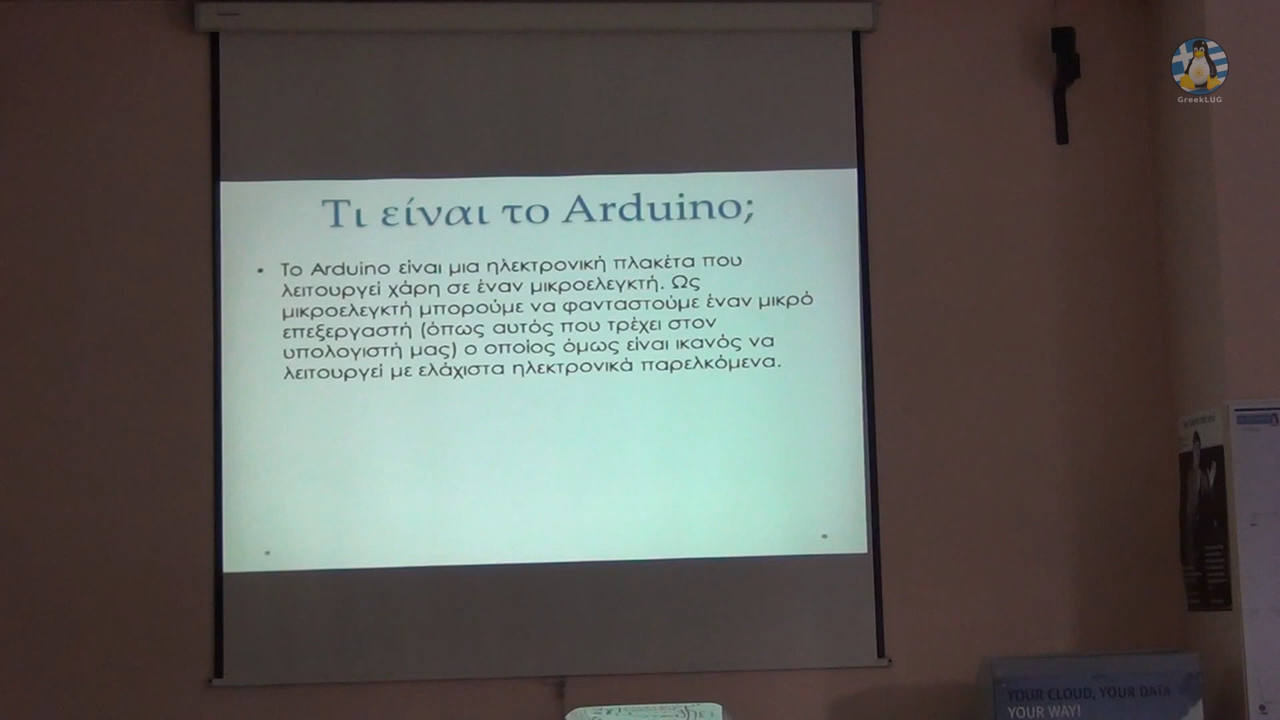 GreekLUG
Τι είναι το Arduino;
• Το Arduino είναι μια ηλεκτρονική πλακέτα που
λειτουργεί χάρη σε έναν μικροελεγκτή. Ως
μικροελεγκτή μπορούμε να φανταστούμε έναν μικρό
επεξεργαστή (όπως αυτός που τρέχει στον
υπολογιστή μας) ο οποίος όμως είναι ικανός να
λειτουργεί με ελάχιστα ηλεκτρονικά παρελκόμενα.
YOUR CLOUD, YOUR DATA
YOUR WAY!